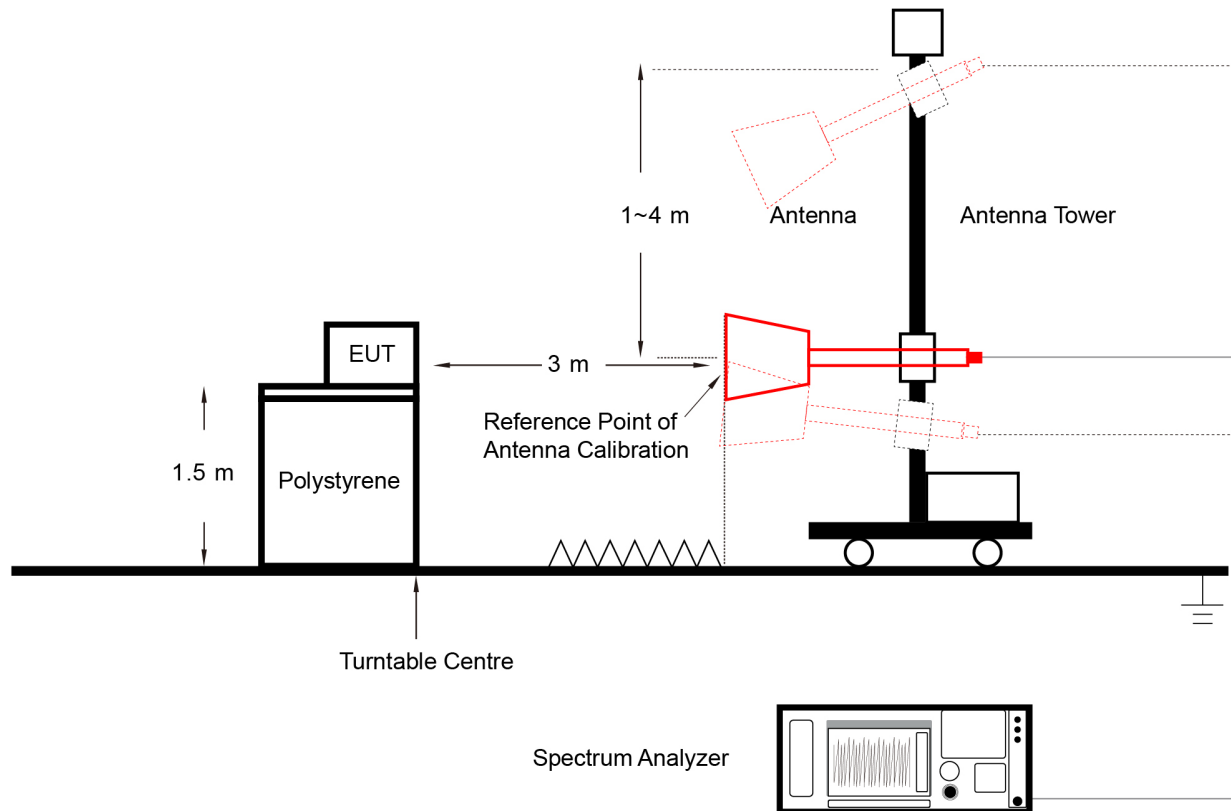 1~4 m
Antenna
Antenna Tower
EUT
3 m
Reference Point of
Antenna Calibration
1.5 m
Polystyrene
Turntable Centre
Spectrum Analyzer